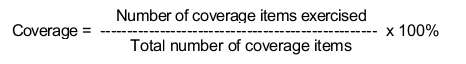 Number of coverage items exercised
Coverage = --------------------------------------------------- x 100%
Total number of coverage items